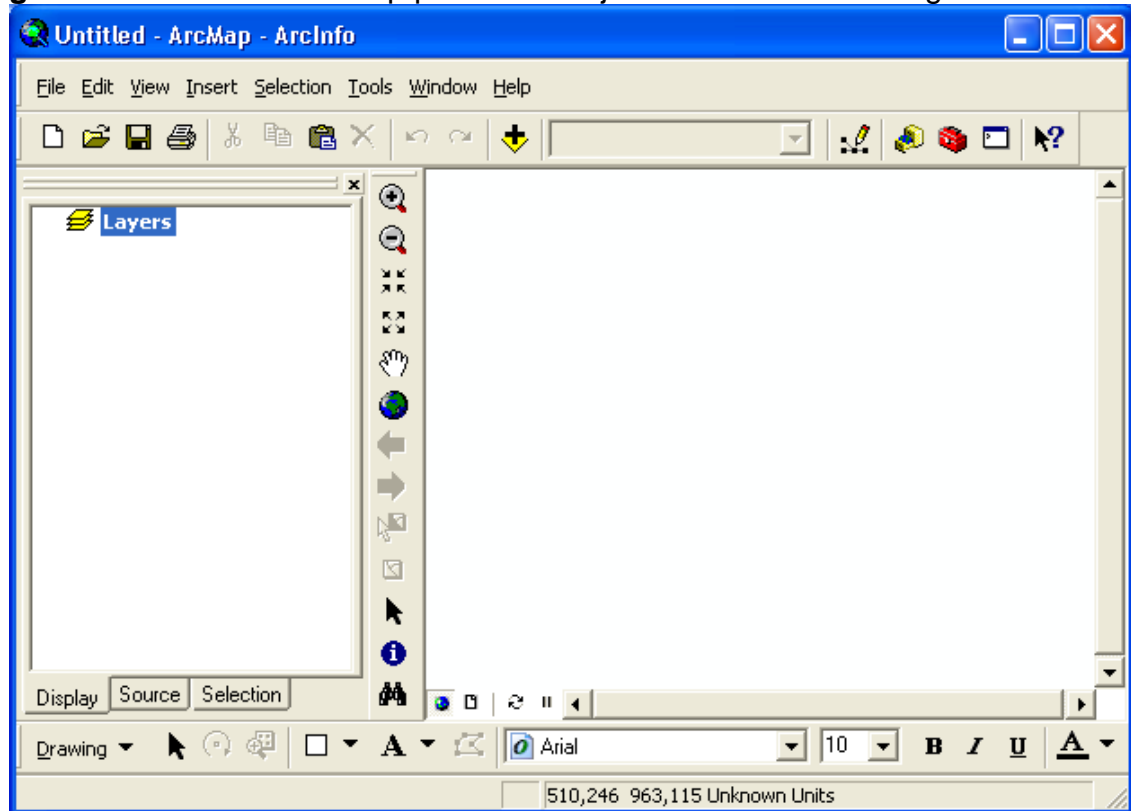 Untitled - ArcMap - ArcInfo
File Edit View Insert Selection Tools Window Help
Layers
Display Source Selection
Drawing A Arial 10 B I U A
510,246 963,115 Unknown Units